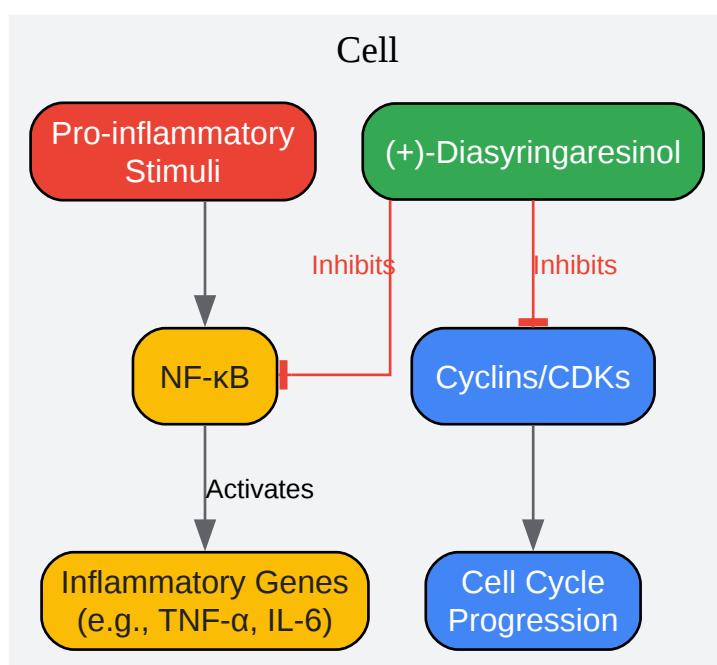 Cell
Pro-inflammatory
Stimuli
(+)-Diasyringaresinol
Inhibits
Inhibits
NF-κB
Cyclins/CDKs
Activates
Inflammatory Genes
(e.g., TNF-α, IL-6)
Cell Cycle
Progression